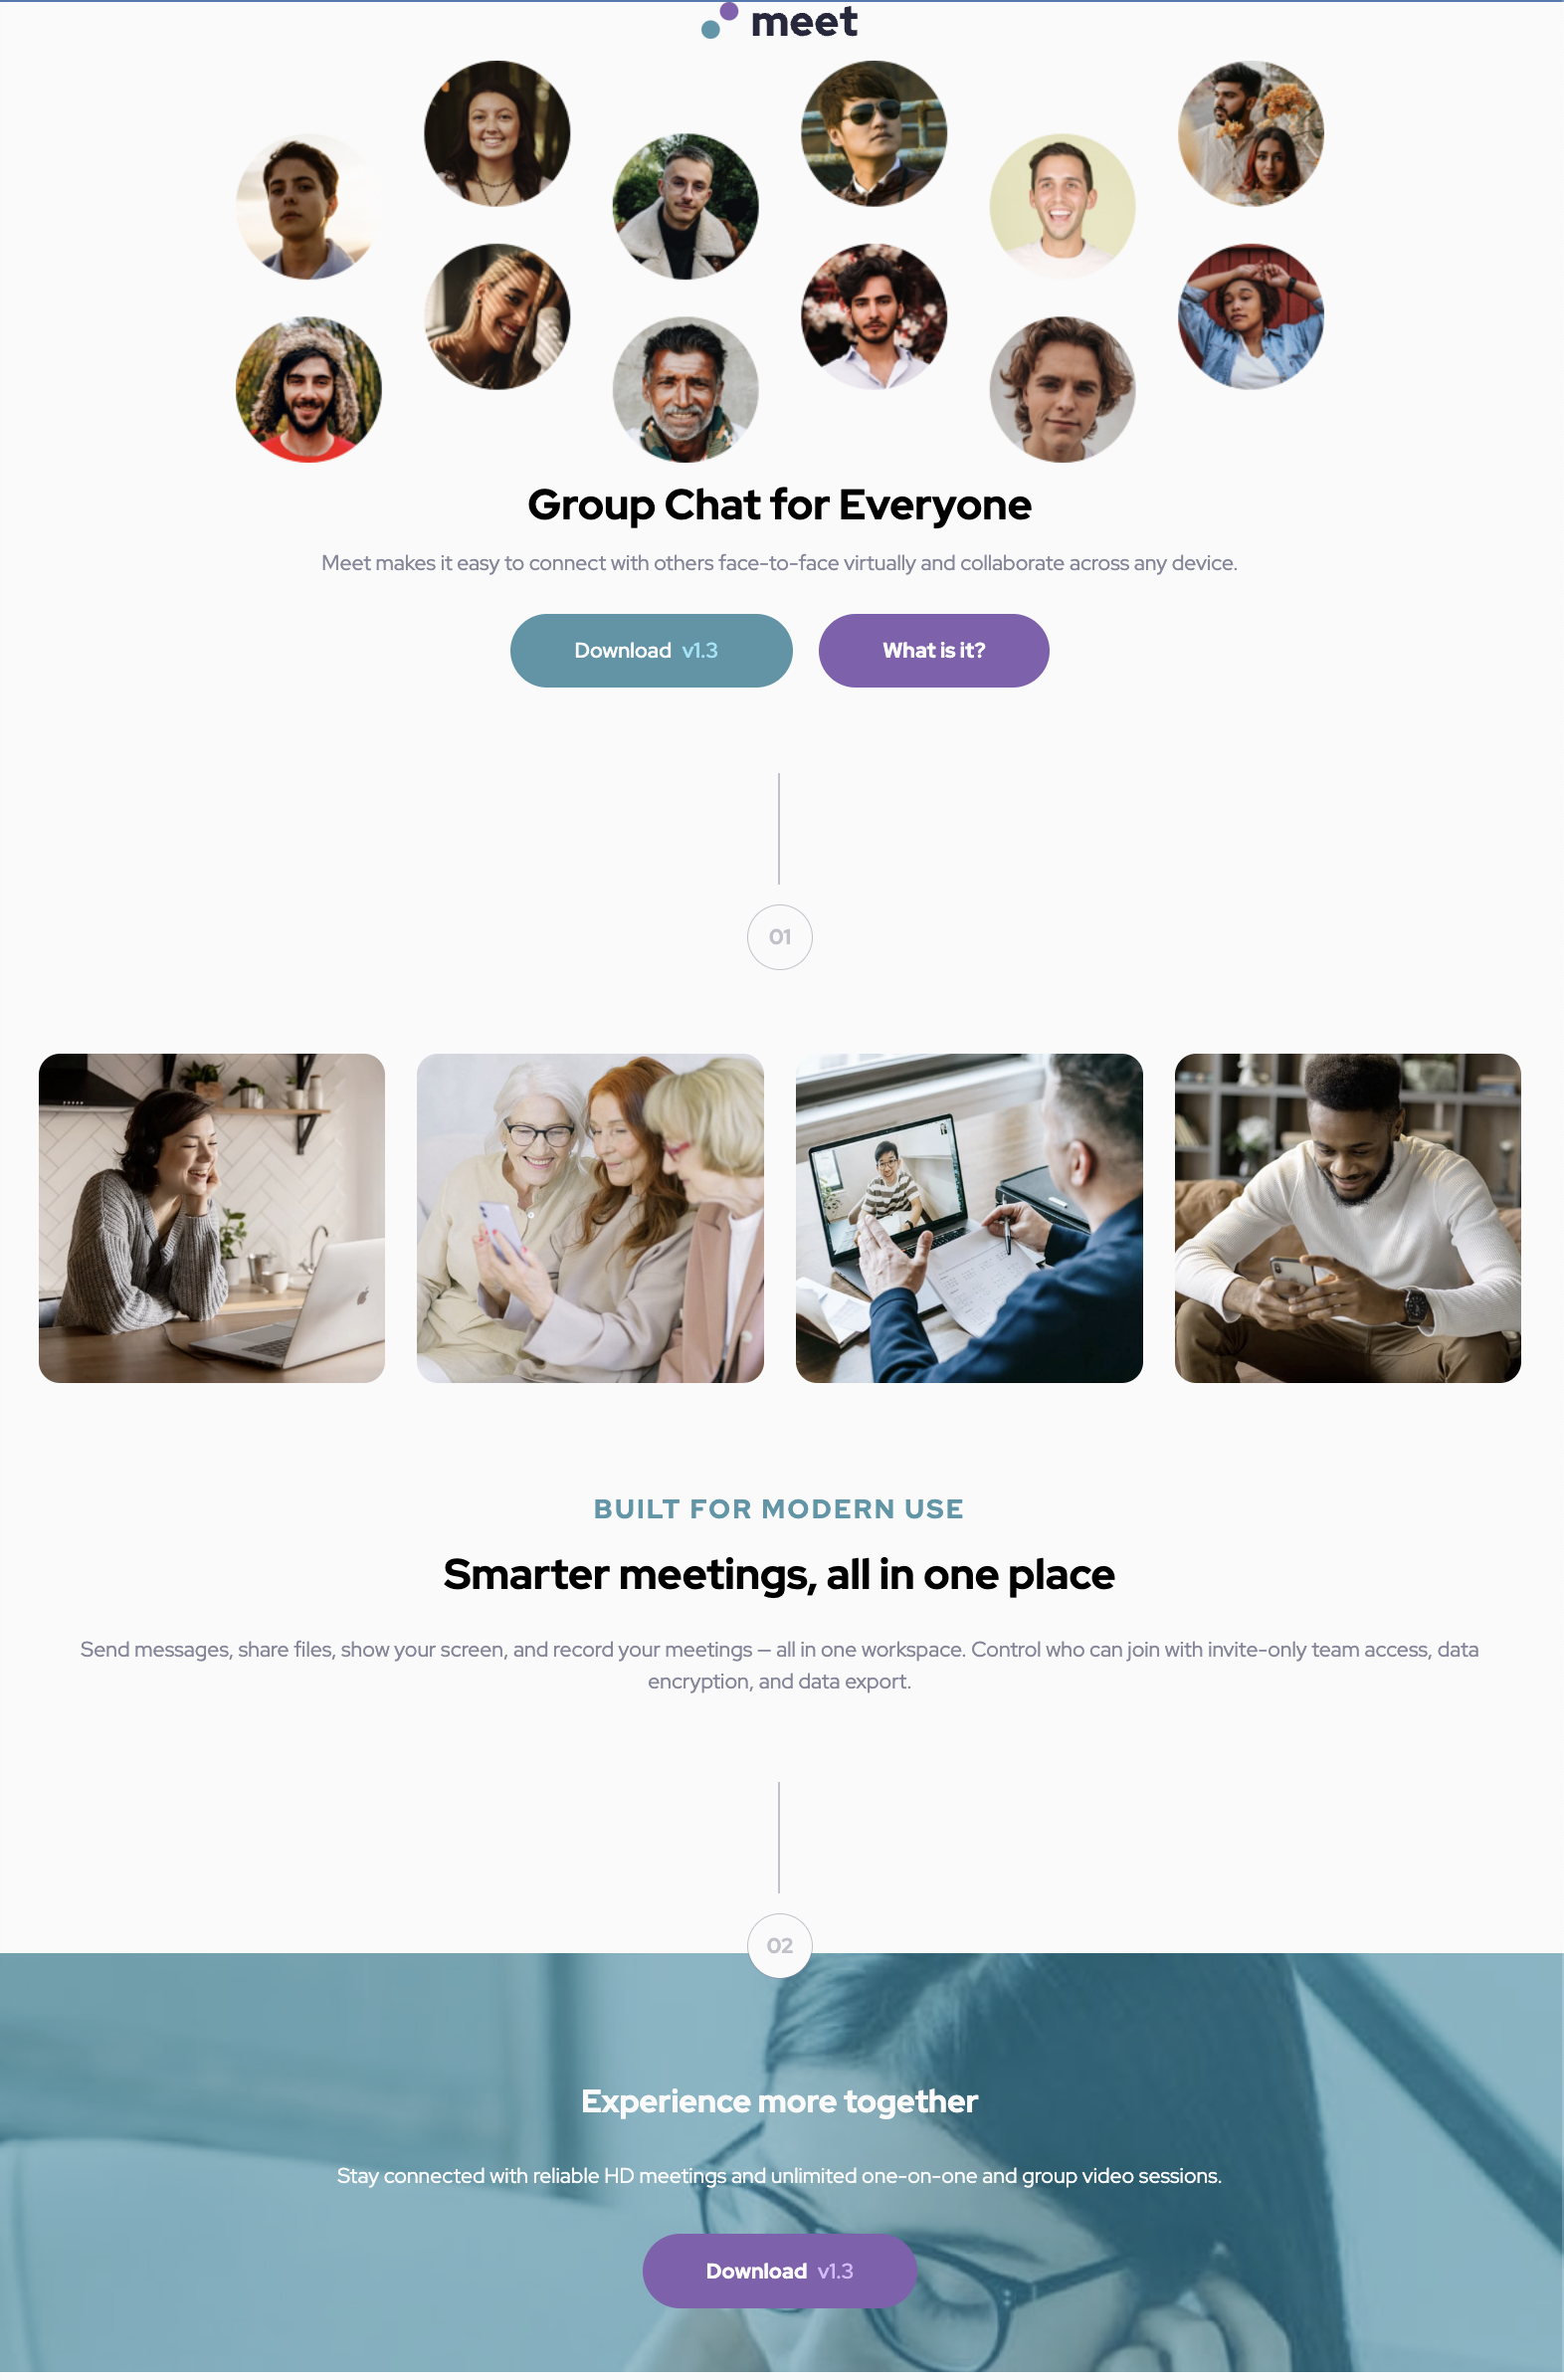 meet
Group Chat for Everyone
Meet makes it easy to connect with others face-to-face virtually and collaborate across any device.
Download v1.3
What is it?
01
BUILT FOR MODERN USE
Smarter meetings, all in one place
Send messages, share files, show your screen, and record your meetings — all in one workspace. Control who can join with invite-only team access, data
encryption, and data export.
02
Experience more together
Stay connected with reliable HD meetings and unlimited one-on-one and group video sessions.
Download v1.3